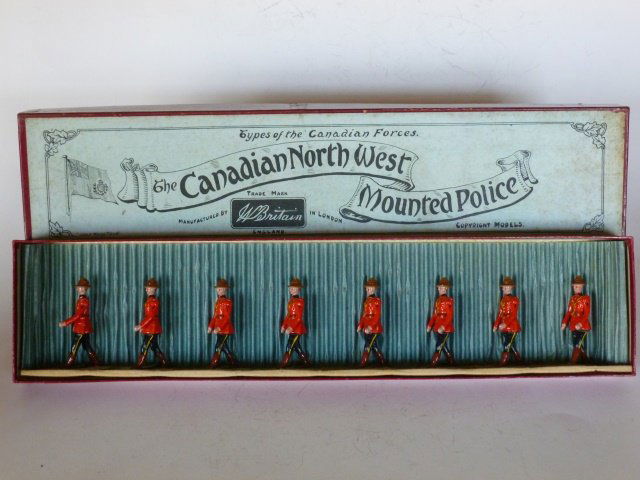 Types of the Canadian Forces.
The Canadian North West
Mounted Police
TRADE MARK
MANUFACTURED BY WBritain IN LONDON
ENGLAND
COPYRIGHT MODELS.